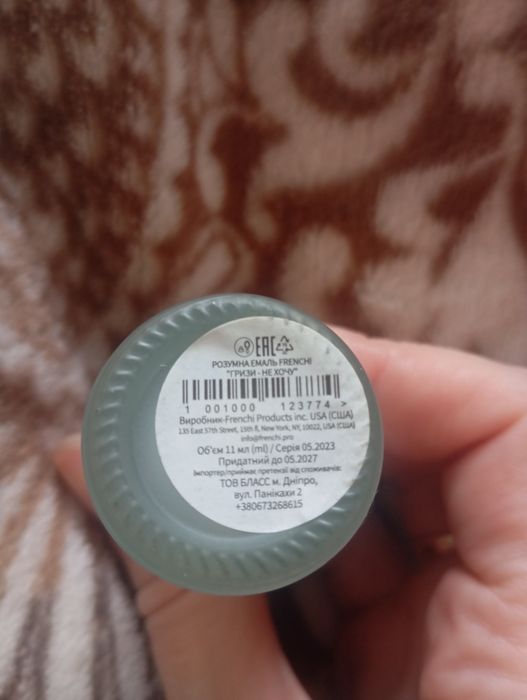 EAC
РОЗУМНА ЕМАЛЬ FRENCHI
"ГРИЗИ - НЕ ХОЧУ"
1 001000 123774 >
Виробник-Frenchi Products inc. USA (США)
135 East 57th Street, 15th fl, New York, NY, 10022, USA (США)
info@frenchi.pro
Об'єм 11 мл (ml) / Серія 05.2023
Придатний до 05.2027
Імпортер/приймає претензії від споживачів:
ТОВ БЛАСС м. Дніпро,
вул. Панікахи 2
+380673268615